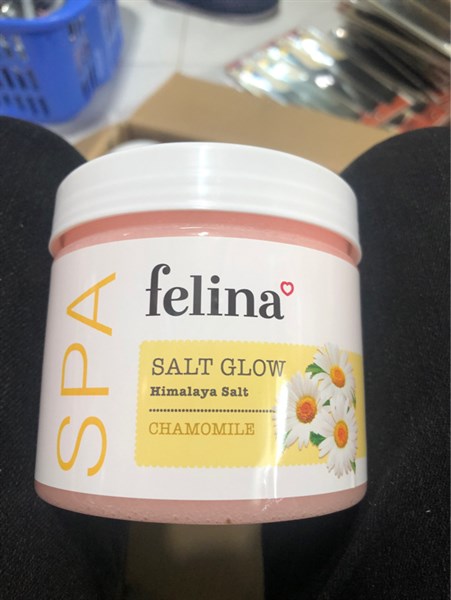 SPA
felina
SALT GLOW
Himalaya Salt
CHAMOMILE